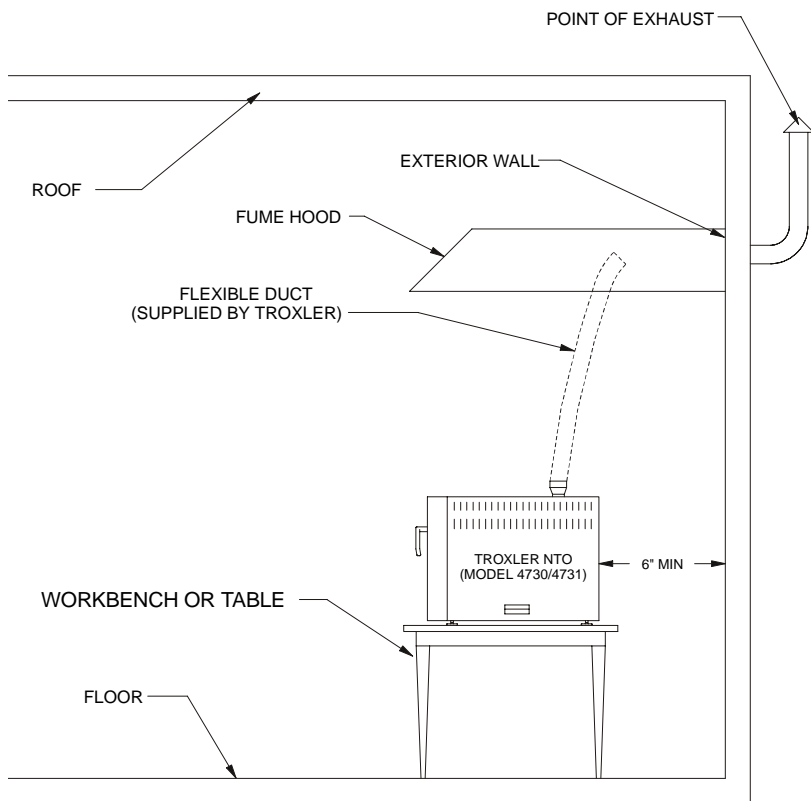 POINT OF EXHAUST
EXTERIOR WALL
ROOF
FUME HOOD
FLEXIBLE DUCT
(SUPPLIED BY TROXLER)
TROXLER NTO
(MODEL 4730/4731)
6" MIN
WORKBENCH OR TABLE
FLOOR